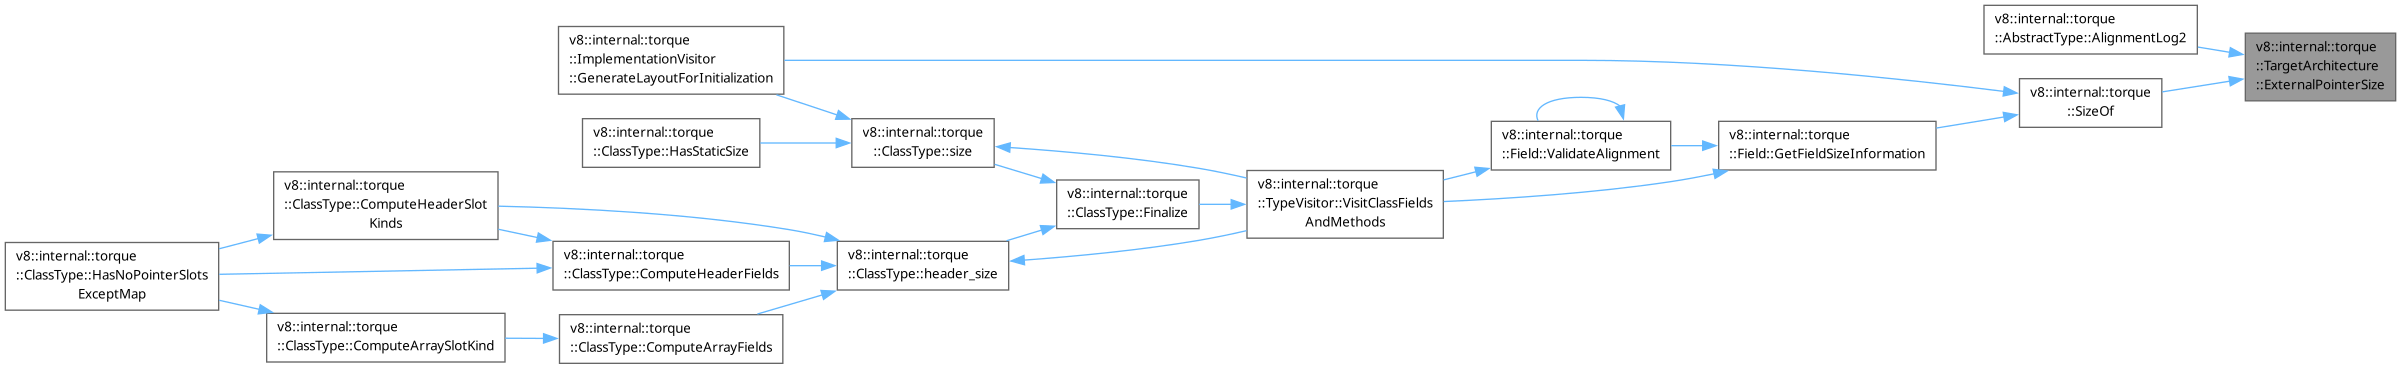 v8::internal::torque
::AbstractType::AlignmentLog2
v8::internal::torque
::TargetArchitecture
::ExternalPointerSize
v8::internal::torque
::ImplementationVisitor
::GenerateLayoutForInitialization
v8::internal::torque
::SizeOf
v8::internal::torque
::ClassType::HasStaticSize
v8::internal::torque
::ClassType::size
v8::internal::torque
::Field::ValidateAlignment
v8::internal::torque
::Field::GetFieldSizeInformation
v8::internal::torque
::ClassType::ComputeHeaderSlot
Kinds
v8::internal::torque
::ClassType::Finalize
v8::internal::torque
::TypeVisitor::VisitClassFields
AndMethods
v8::internal::torque
::ClassType::HasNoPointerSlots
ExceptMap
v8::internal::torque
::ClassType::ComputeHeaderFields
v8::internal::torque
::ClassType::header_size
v8::internal::torque
::ClassType::ComputeArraySlotKind
v8::internal::torque
::ClassType::ComputeArrayFields